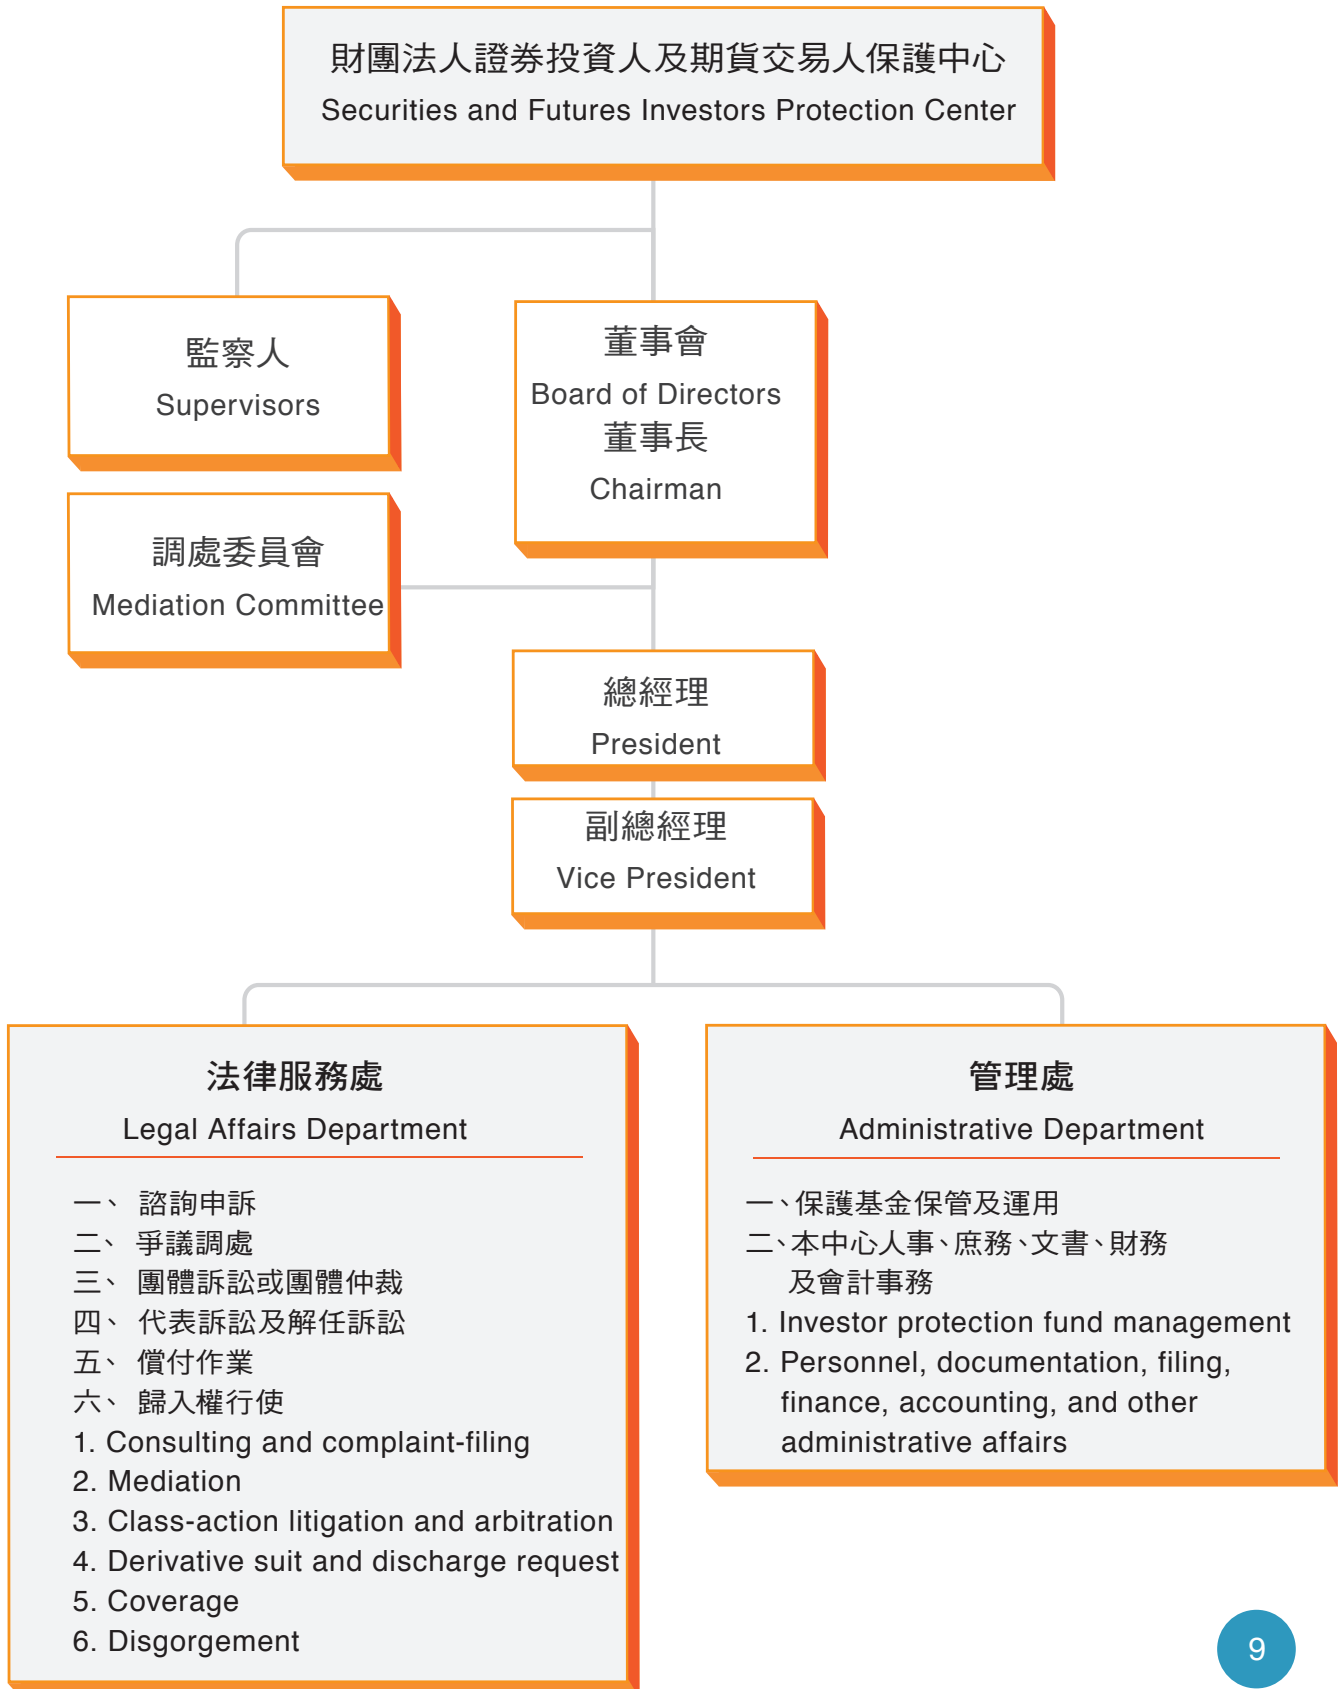 財團法人證券投資人及期貨交易人保護中心
Securities and Futures Investors Protection Center
監察人
Supervisors
董事會
Board of Directors
董事長
Chairman
調處委員會
Mediation Committee
總經理
President
副總經理
Vice President
法律服務處
Legal Affairs Department
一、 諮詢申訴
二、 爭議調處
三、 團體訴訟或團體仲裁
四、 代表訴訟及解任訴訟
五、 償付作業
六、 歸入權行使
1. Consulting and complaint-filing
2. Mediation
3. Class-action litigation and arbitration
4. Derivative suit and discharge request
5. Coverage
6. Disgorgement
管理處
Administrative Department
一、保護基金保管及運用
二、本中心人事、庶務、文書、財務
及會計事務
1. Investor protection fund management
2. Personnel, documentation, filing,
finance, accounting, and other
administrative affairs
9